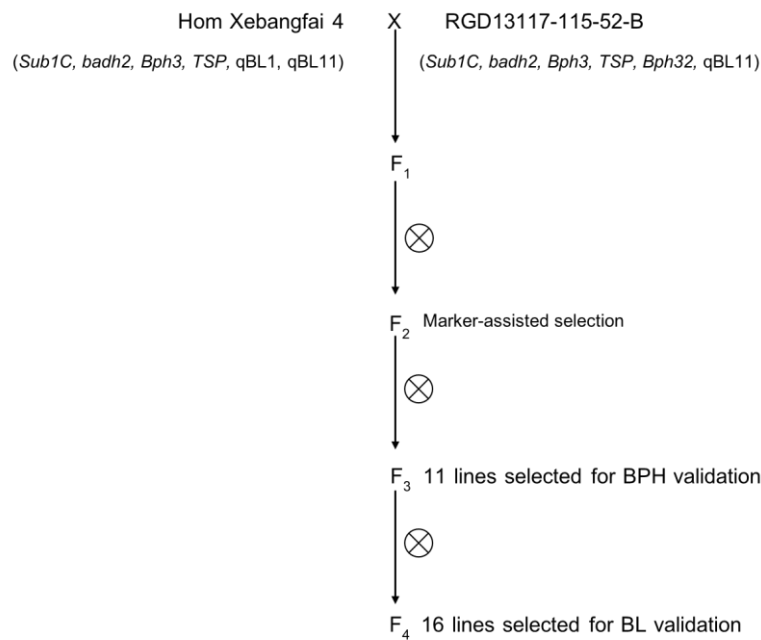 Hom Xebangfai 4 X RGD13117-115-52-B
(Sub1C, badh2, Bph3, TSP, qBL1, qBL11) (Sub1C, badh2, Bph3, TSP, Bph32, qBL11)
F1
F2 Marker-assisted selection
F3 11 lines selected for BPH validation
F4 16 lines selected for BL validation